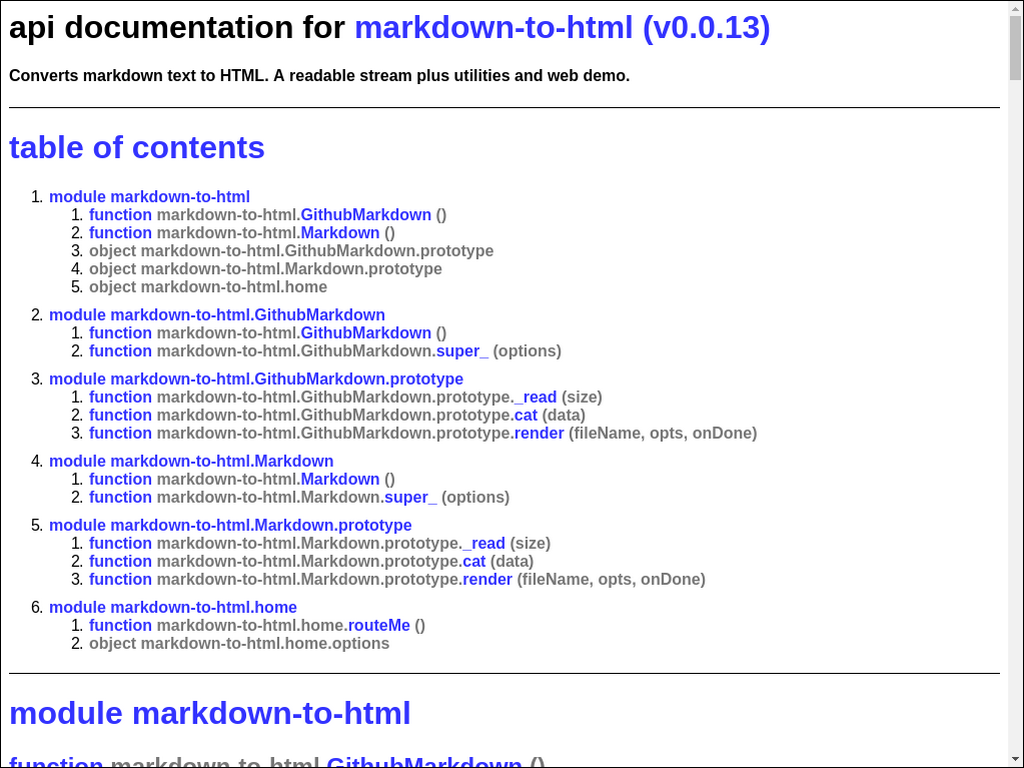 api documentation for markdown-to-html (v0.0.13)
Converts markdown text to HTML. A readable stream plus utilities and web demo.
table of contents
1. module markdown-to-html
1. function markdown-to-html.GithubMarkdown ()
2. function markdown-to-html.Markdown ()
3. object markdown-to-html.GithubMarkdown.prototype
4. object markdown-to-html.Markdown.prototype
5. object markdown-to-html.home
2. module markdown-to-html.GithubMarkdown
1. function markdown-to-html.GithubMarkdown ()
2. function markdown-to-html.GithubMarkdown.super_ (options)
3. module markdown-to-html.GithubMarkdown.prototype
1. function markdown-to-html.GithubMarkdown.prototype._read (size)
2. function markdown-to-html.GithubMarkdown.prototype.cat (data)
3. function markdown-to-html.GithubMarkdown.prototype.render (fileName, opts, onDone)
4. module markdown-to-html.Markdown
1. function markdown-to-html.Markdown ()
2. function markdown-to-html.Markdown.super_ (options)
5. module markdown-to-html.Markdown.prototype
1. function markdown-to-html.Markdown.prototype._read (size)
2. function markdown-to-html.Markdown.prototype.cat (data)
3. function markdown-to-html.Markdown.prototype.render (fileName, opts, onDone)
6. module markdown-to-html.home
1. function markdown-to-html.home.routeMe ()
2. object markdown-to-html.home.options
module markdown-to-html
function markdown-to-html.GithubMarkdown ()